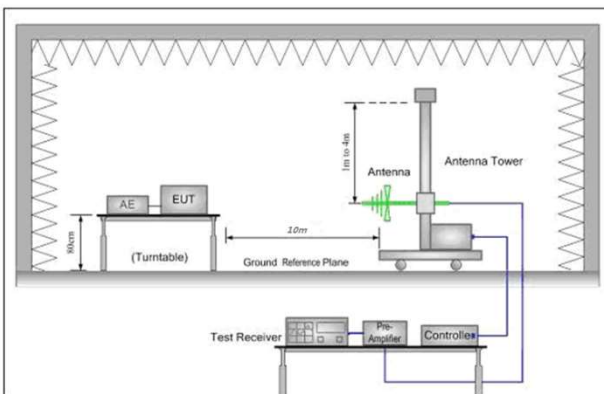 1m to 4m
Antenna
Antenna Tower
AE
EUT
80cm
(Turntable)
10m
Ground Reference Plane
Test Receiver
Pre-
Amplifier
Controller